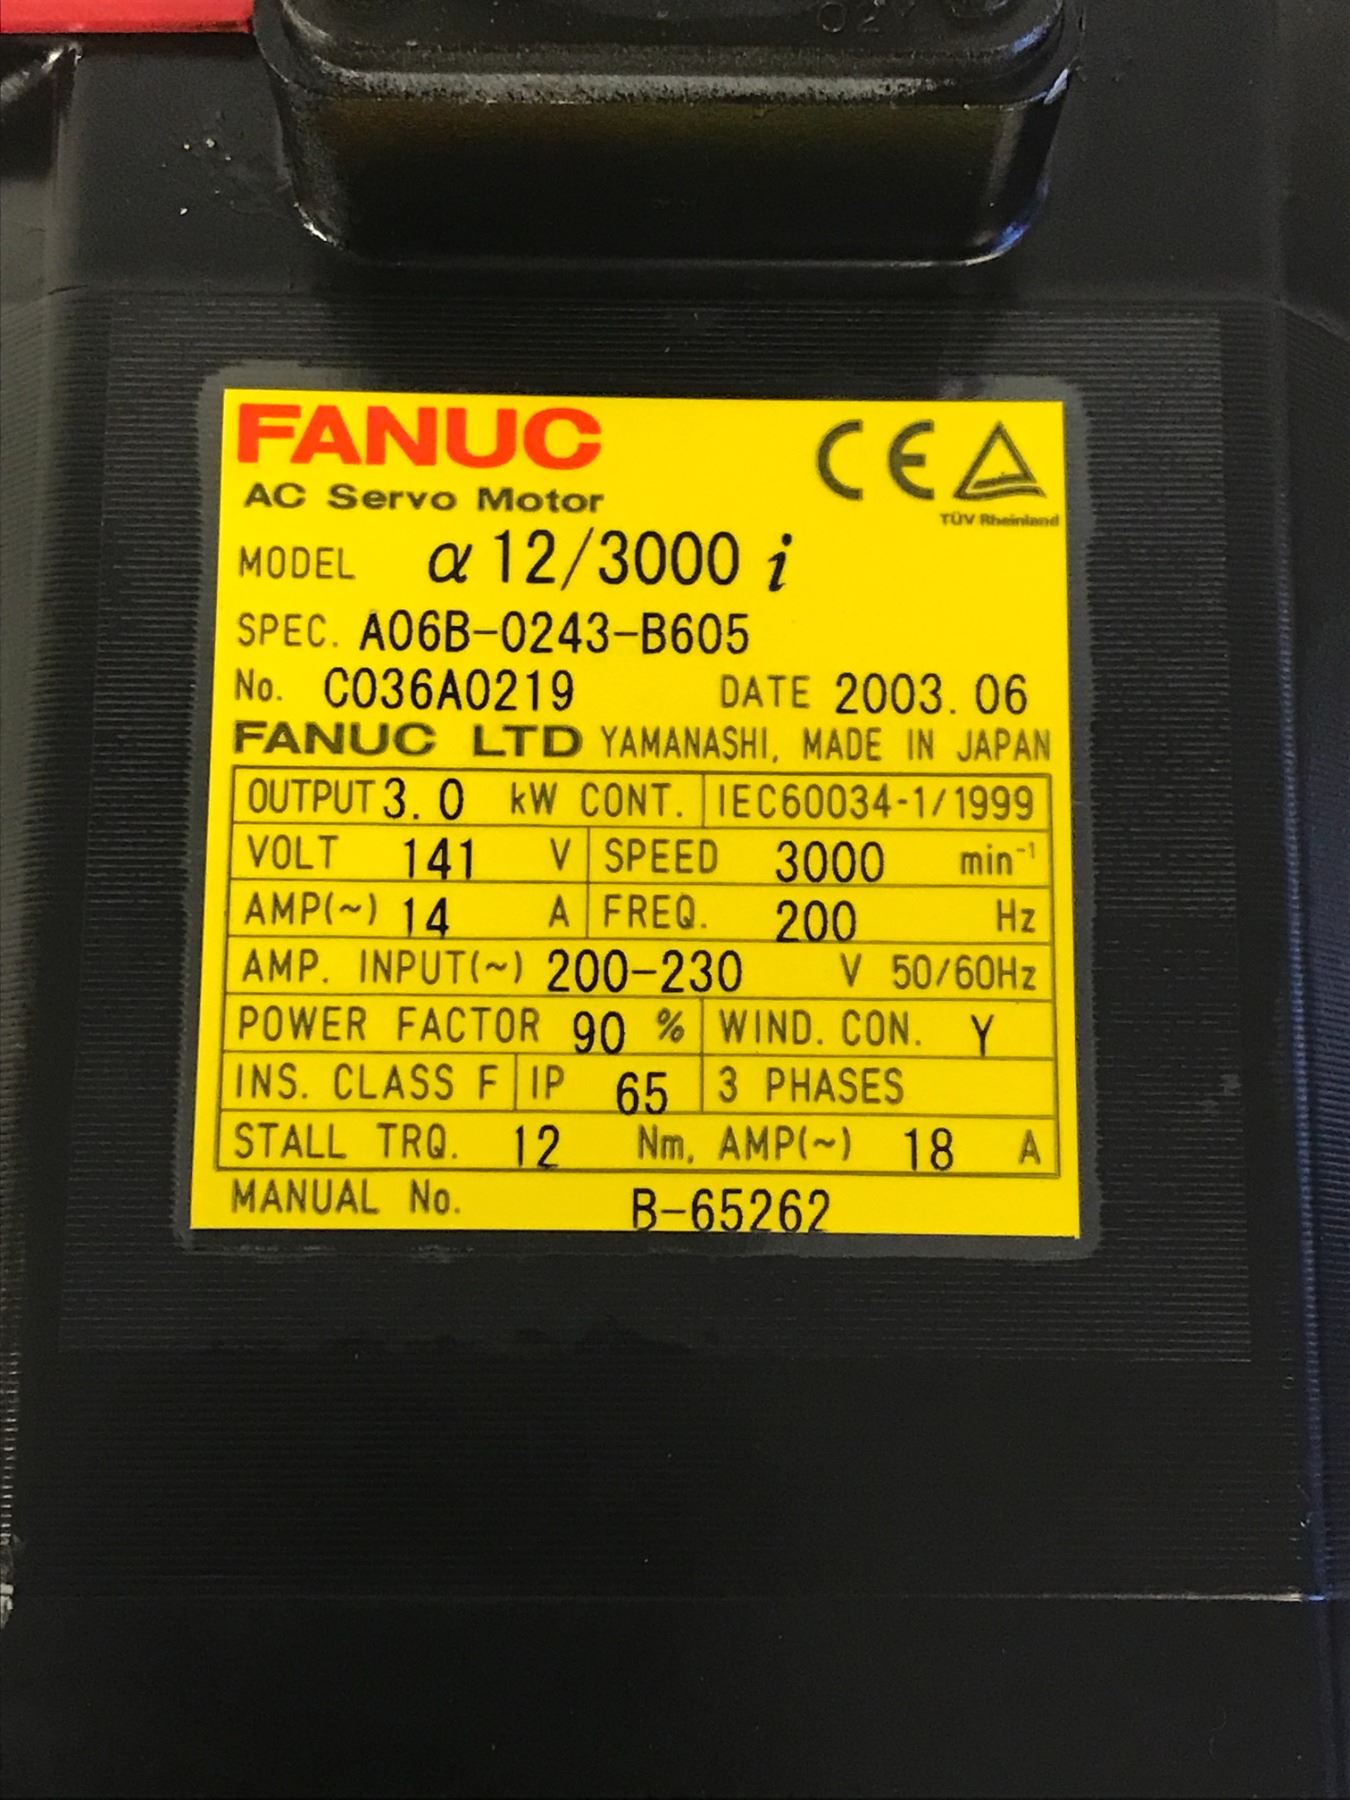 02
FANUC CE
AC Servo Motor TÜV Rheinland
MODEL α 12/3000 i
SPEC. A06B-0243-B605
No. C036A0219 DATE 2003. 06
FANUC LTD YAMANASHI, MADE IN JAPAN
OUTPUT 3. 0 kW CONT. IEC60034-1/1999
VOLT 141 V SPEED 3000 min⁻¹
AMP(~) 14 A FREQ. 200 Hz
AMP. INPUT(~) 200-230 V 50/60Hz
POWER FACTOR 90 % WIND. CON. Y
INS. CLASS F IP 65 3 PHASES
STALL TRQ. 12 Nm, AMP(~) 18 A
MANUAL No. B-65262